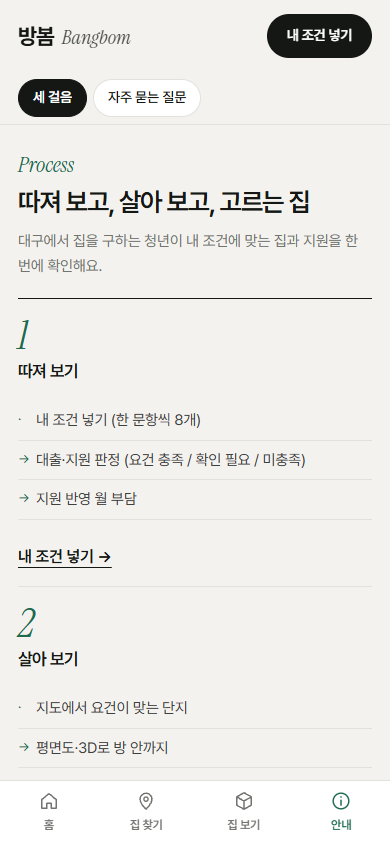 방봄 Bangbom
내 조건 넣기
세 걸음
자주 묻는 질문
Process
따져 보고, 살아 보고, 고르는 집
대구에서 집을 구하는 청년이 내 조건에 맞는 집과 지원을 한
번에 확인해요.
1
따져 보기
· 내 조건 넣기 (한 문항씩 8개)
→ 대출·지원 판정 (요건 충족 / 확인 필요 / 미충족)
→ 지원 반영 월 부담
내 조건 넣기 →
2
살아 보기
· 지도에서 요건이 맞는 단지
→ 평면도·3D로 방 안까지
홈
집 찾기
집 보기
안내